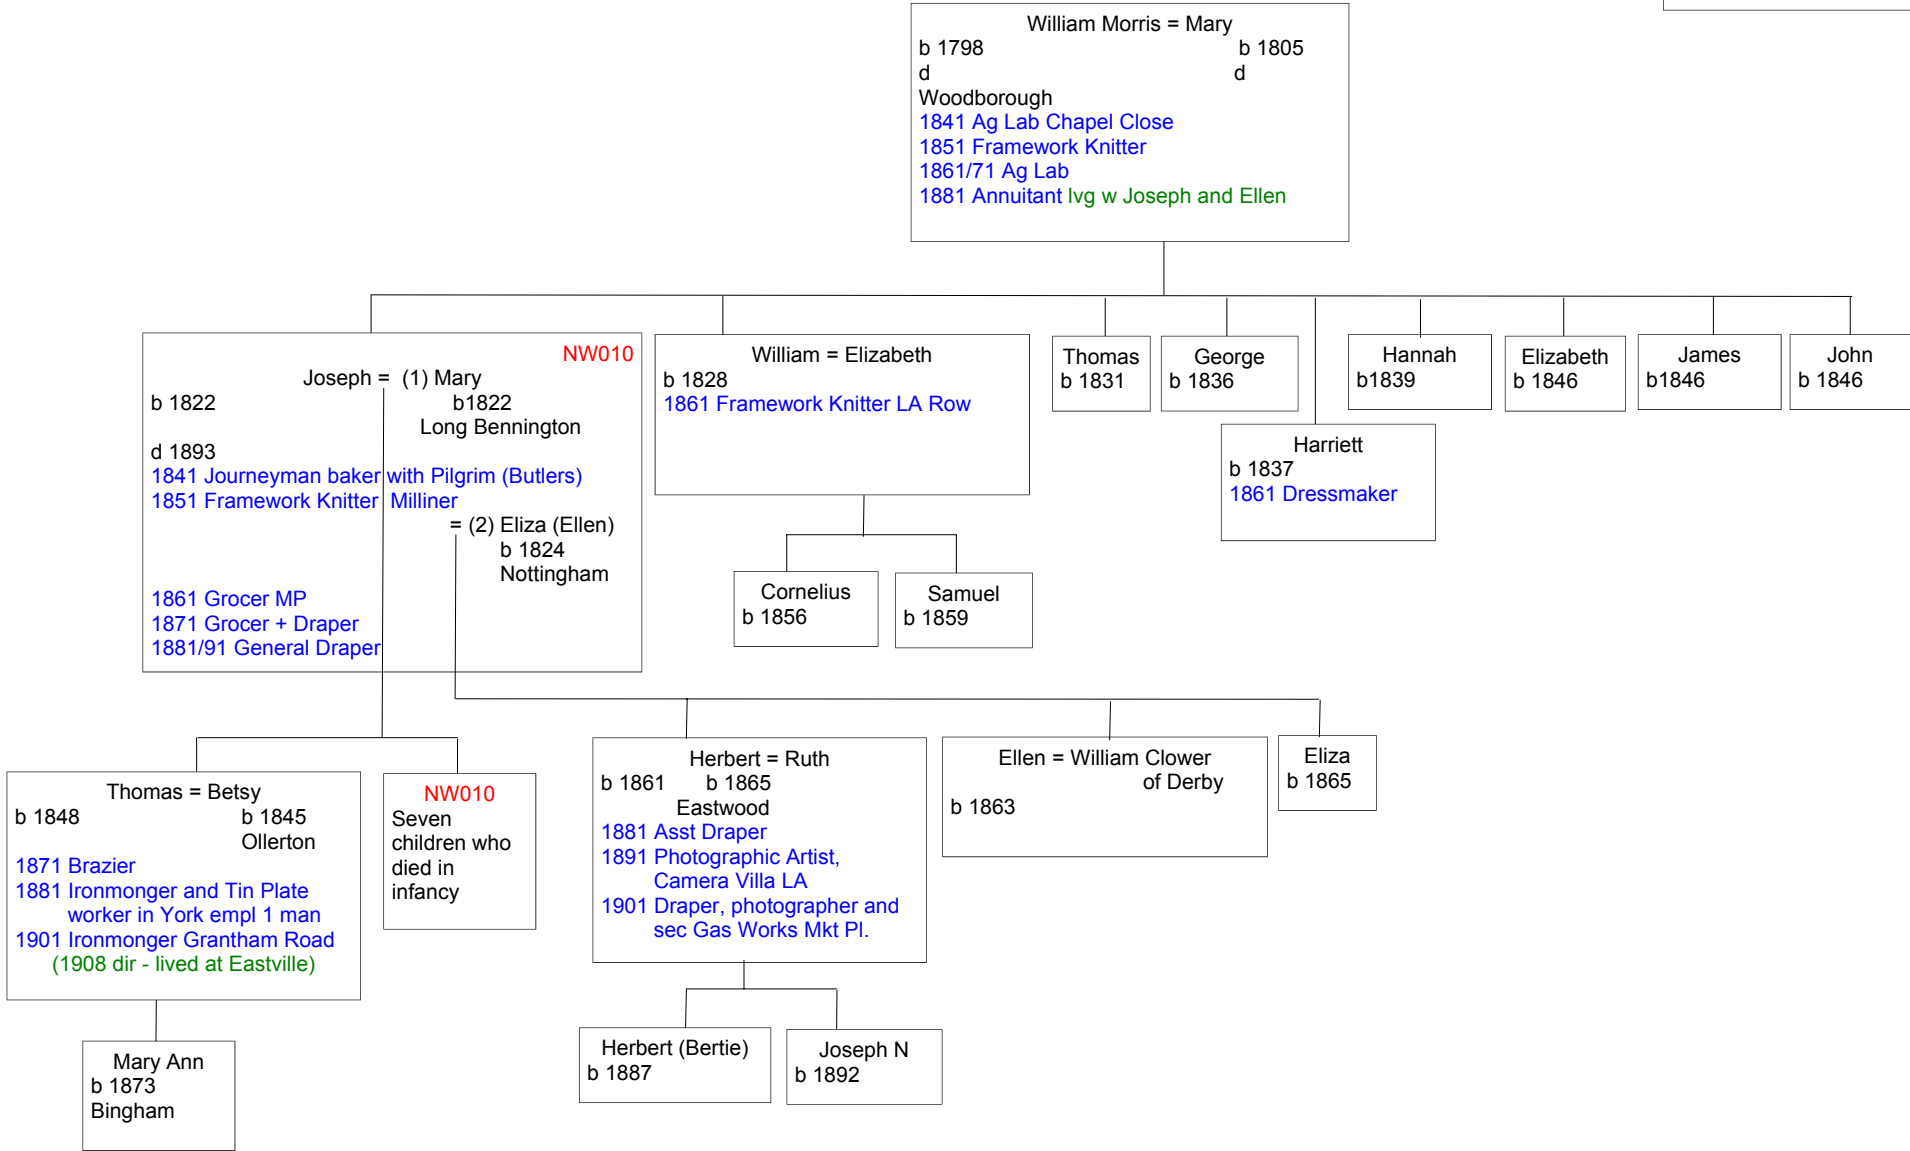 William Morris = Mary
b 1798 b 1805
d d
Woodborough
1841 Ag Lab Chapel Close
1851 Framework Knitter
1861/71 Ag Lab
1881 Annuitant lvg w Joseph and Ellen
NW010
Joseph = (1) Mary
b 1822 b1822
Long Bennington
d 1893
1841 Journeyman baker with Pilgrim (Butlers)
1851 Framework Knitter Milliner
= (2) Eliza (Ellen)
b 1824
Nottingham
1861 Grocer MP
1871 Grocer + Draper
1881/91 General Draper
William = Elizabeth
b 1828
1861 Framework Knitter LA Row
Thomas
b 1831
George
b 1836
Harriett
b 1837
1861 Dressmaker
Hannah
b1839
Elizabeth
b 1846
James
b1846
John
b 1846
Cornelius
b 1856
Samuel
b 1859
Thomas = Betsy
b 1848 b 1845
Ollerton
1871 Brazier
1881 Ironmonger and Tin Plate
worker in York empl 1 man
1901 Ironmonger Grantham Road
(1908 dir - lived at Eastville)
NW010
Seven
children who
died in
infancy
Herbert = Ruth
b 1861 b 1865
Eastwood
1881 Asst Draper
1891 Photographic Artist,
Camera Villa LA
1901 Draper, photographer and
sec Gas Works Mkt Pl.
Ellen = William Clower
of Derby
b 1863
Eliza
b 1865
Mary Ann
b 1873
Bingham
Herbert (Bertie)
b 1887
Joseph N
b 1892